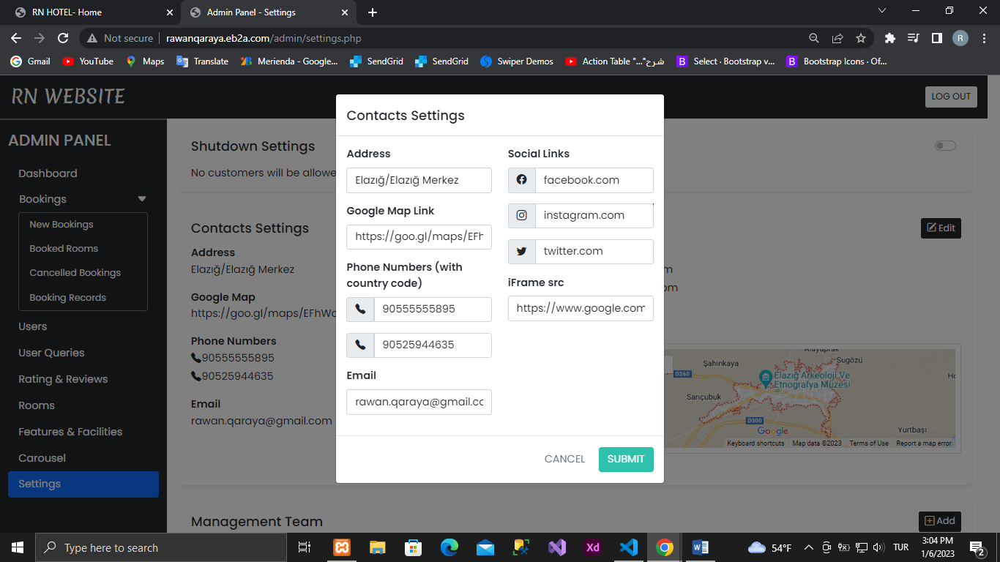 RN HOTEL- Home
Admin Panel - Settings
Not secure
rawanqaraya.eb2a.com/admin/settings.php
R
Gmail
YouTube
Maps
Translate
Merienda - Google...
SendGrid
SendGrid
Swiper Demos
Action Table "..."شرح
Select · Bootstrap v...
Bootstrap Icons · Of...
RN WEBSITE
LOG OUT
ADMIN PANEL
Dashboard
Bookings
New Bookings
Booked Rooms
Cancelled Bookings
Booking Records
Users
User Queries
Rating & Reviews
Rooms
Features & Facilities
Carousel
Settings
Shutdown Settings
No customers will be allowe
Contacts Settings
Edit
Address
Elazığ/Elazığ Merkez
Google Map
https://goo.gl/maps/EFhWc
Phone Numbers
90555555895
90525944635
Email
rawan.qaraya@gmail.com
m
om
Contacts Settings
Address
Elazığ/Elazığ Merkez
Google Map Link
https://goo.gl/maps/EFh
Phone Numbers (with
country code)
90555555895
90525944635
Email
rawan.qaraya@gmail.co
Social Links
facebook.com
instagram.com
twitter.com
iFrame src
https://www.google.com
CANCEL
SUBMIT
Alayaprak
Şahinkaya
Sugözü
D260
Elazığ Arkeoloji Ve
Etnografya Müzesi
Ho
Sarıçubuk
D300
Yurtbaşı
Google
Keyboard shortcuts
Map data ©2023
Terms of Use
Report a map error
Management Team
Add
Type here to search
Xd
54°F
TUR
3:04 PM
1/6/2023
2